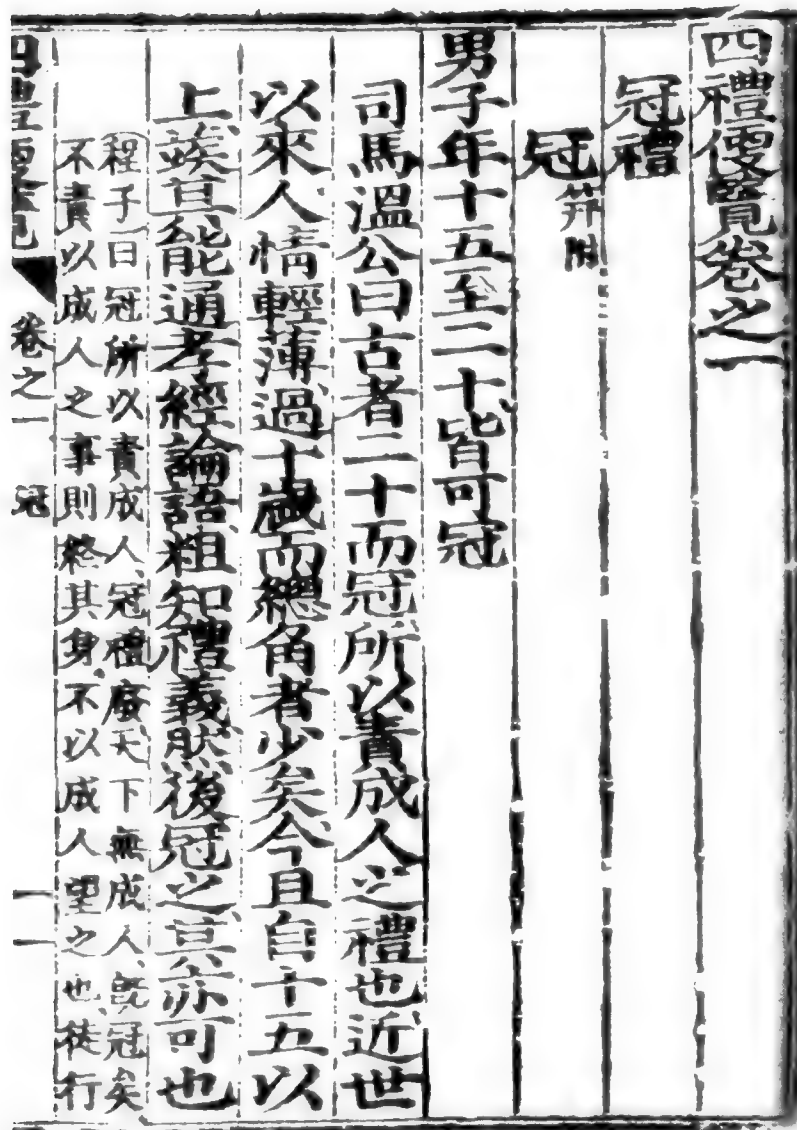 四禮便覽卷之一
冠禮
冠 筓附
男子年十五至二十皆可冠
司馬溫公曰古者二十而冠所以責成人之禮也近世
以來人情輕薄過十歲而總角者少矣今且自十五以
上俟其能通孝經論語粗知禮義然後冠之其亦可也
程子曰冠所以責成人冠禮廢天下無成人旣冠矣
不責以成人之事則終其身不以成人望之也徒行
四禮便覽 卷之一 冠 一